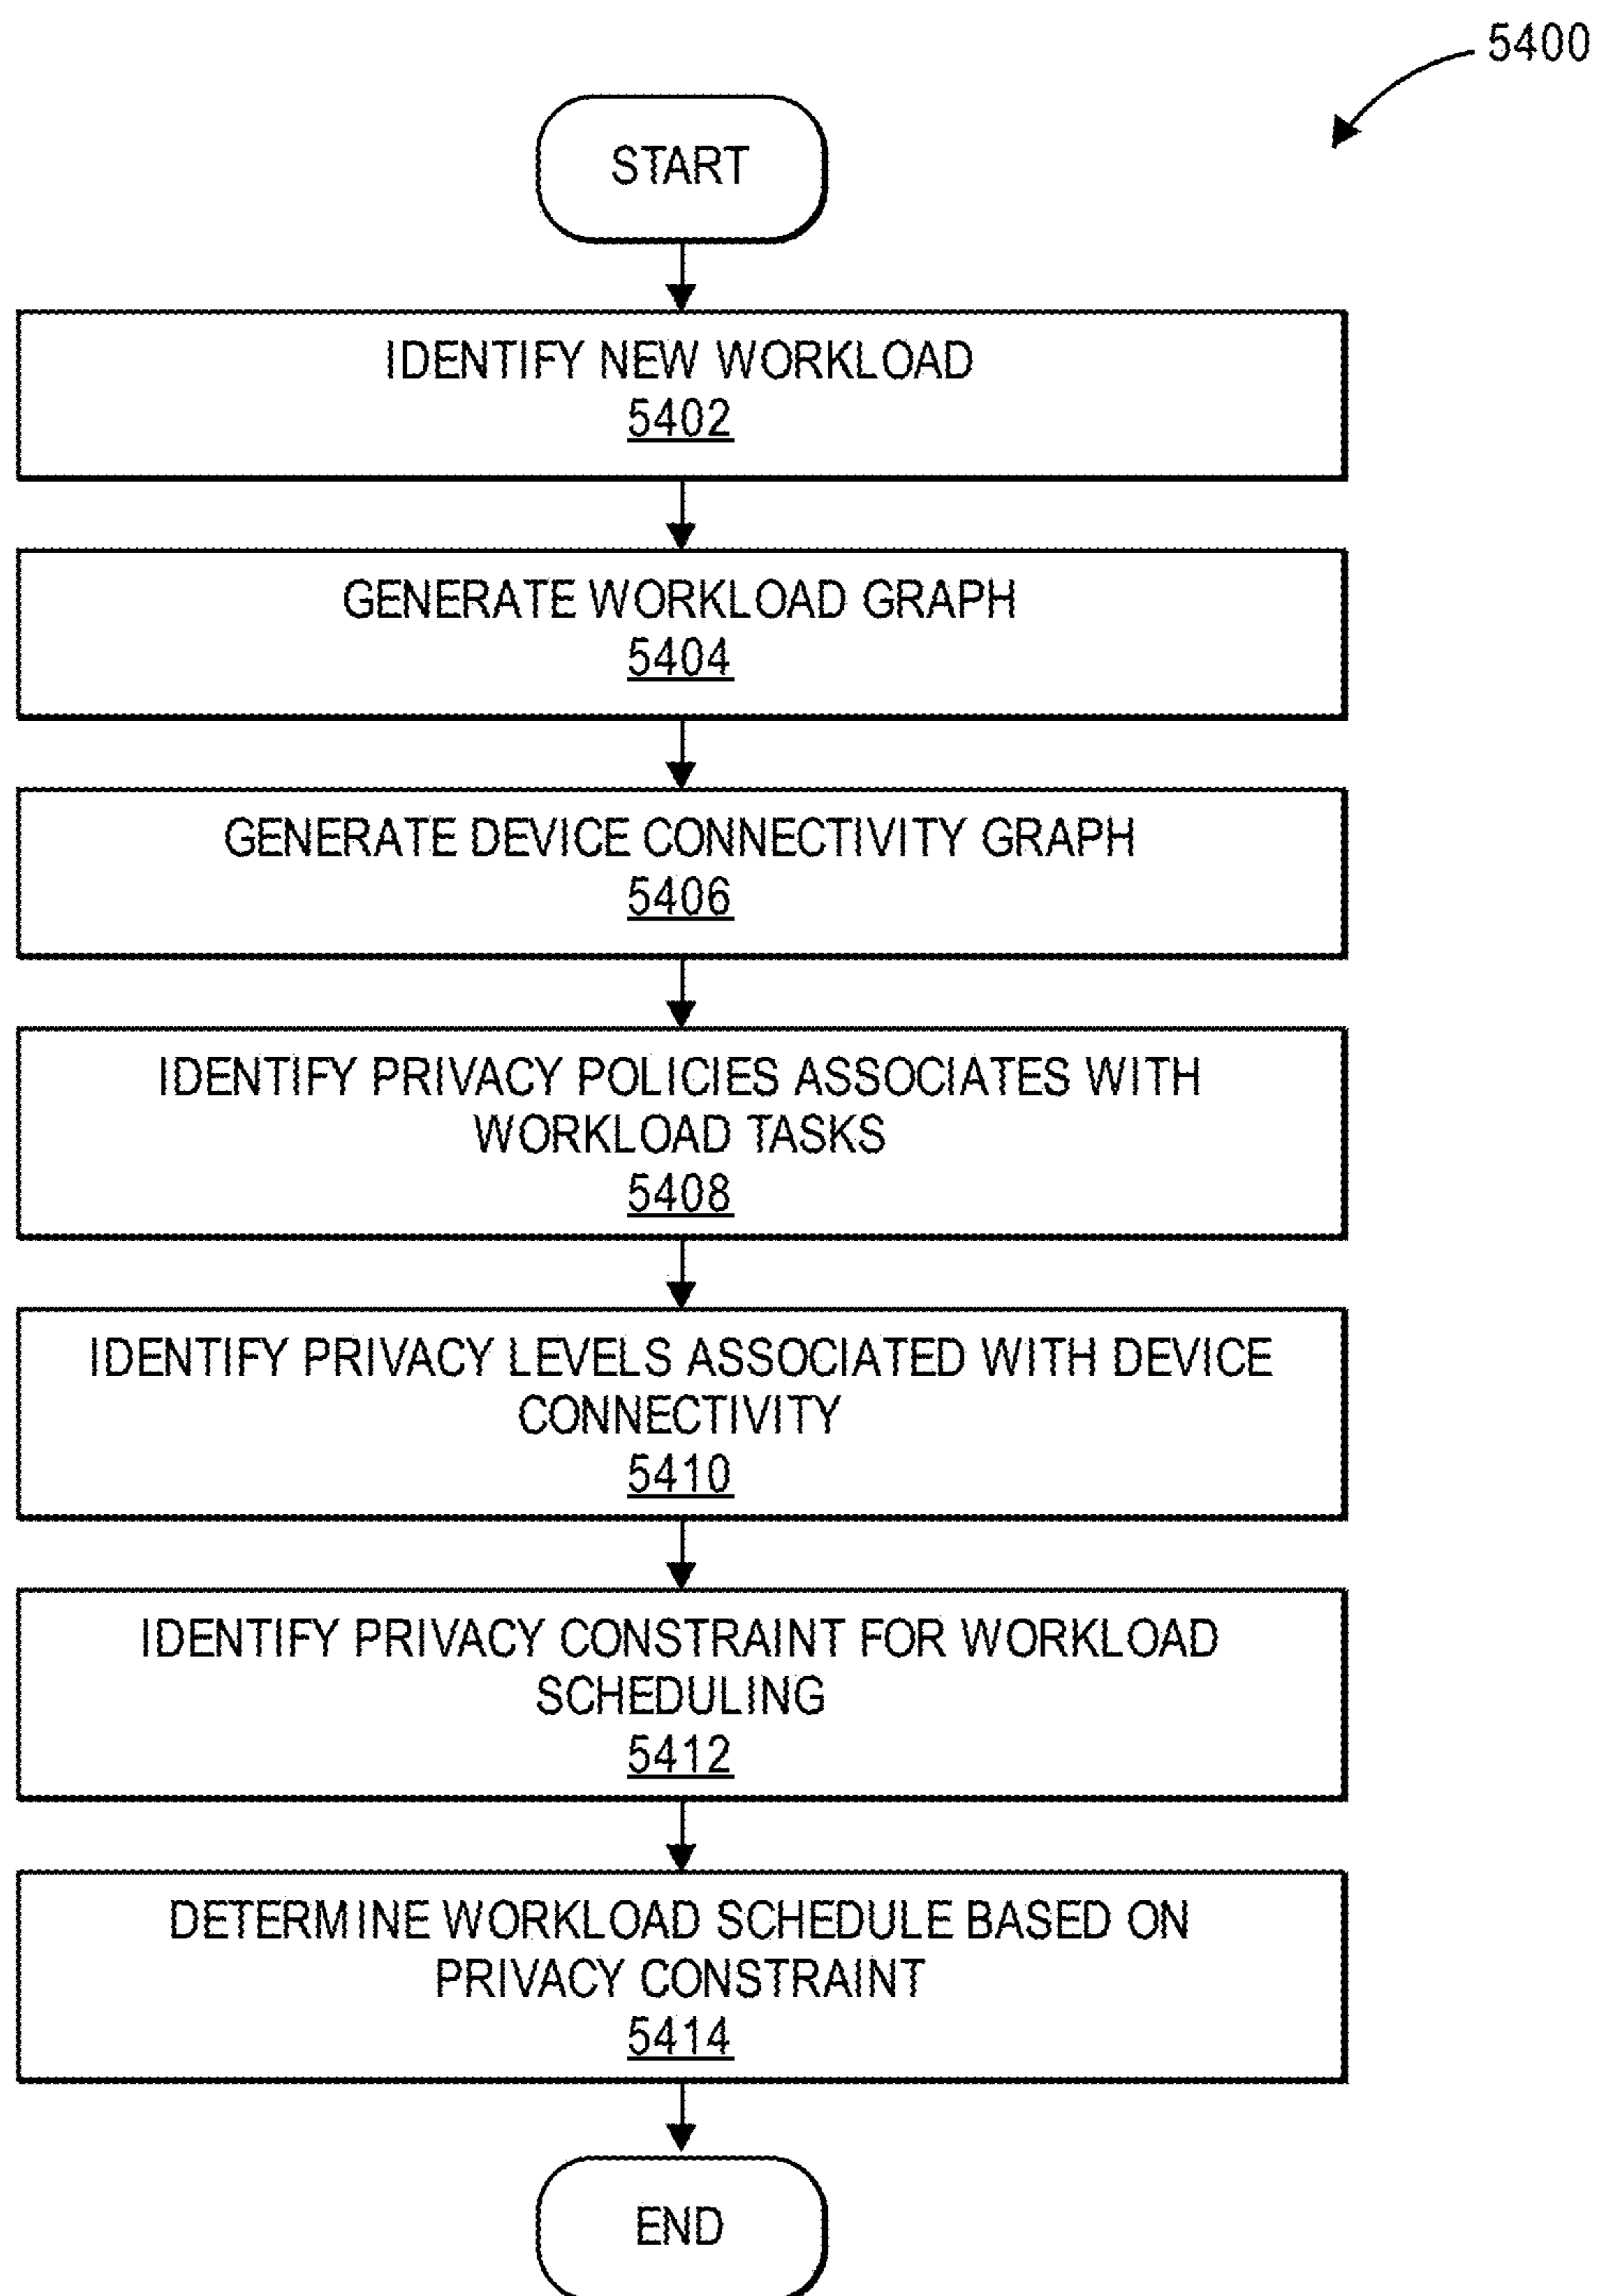 5400
START
IDENTIFY NEW WORKLOAD
5402
GENERATE WORKLOAD GRAPH
5404
GENERATE DEVICE CONNECTIVITY GRAPH
5406
IDENTIFY PRIVACY POLICIES ASSOCIATES WITH
WORKLOAD TASKS
5408
IDENTIFY PRIVACY LEVELS ASSOCIATED WITH DEVICE
CONNECTIVITY
5410
IDENTIFY PRIVACY CONSTRAINT FOR WORKLOAD
SCHEDULING
5412
DETERMINE WORKLOAD SCHEDULE BASED ON
PRIVACY CONSTRAINT
5414
END